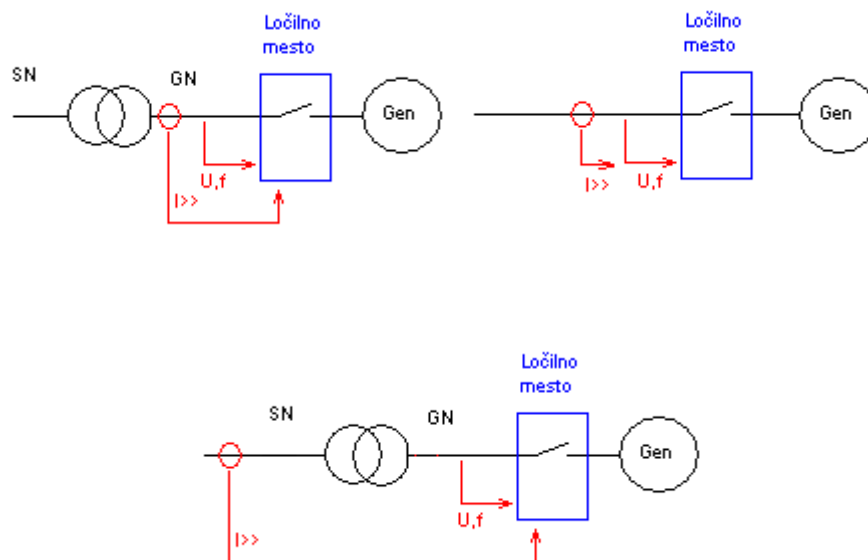 Ločilno
mesto
SN
GN
Gen
U,f
I>>
Ločilno
mesto
Gen
I>>
U,f
Ločilno
mesto
SN
GN
Gen
U,f
I>>